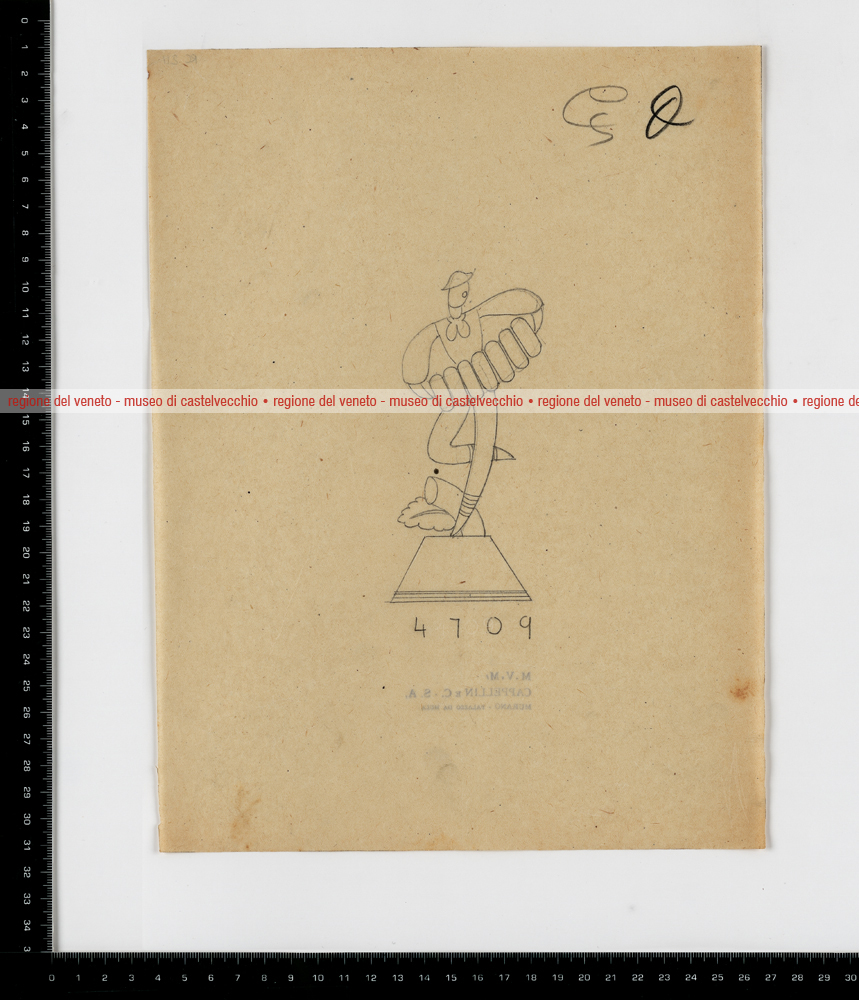 regione del veneto - museo di castelvecchio • regione del veneto - museo di castelvecchio • regione del veneto - museo di castelvecchio • regione de
4709
M.V.M.
CAPPELLIN & C. S.A.
0 1 2 3 4 5 6 7 8 9 10 11 12 13 14 15 16 17 18 19 20 21 22 23 24 25 26 27 28 29 30 31 32 33 34 3
0 1 2 3 4 5 6 7 8 9 10 11 12 13 14 15 16 17 18 19 20 21 22 23 24 25 26 27 28 29 30